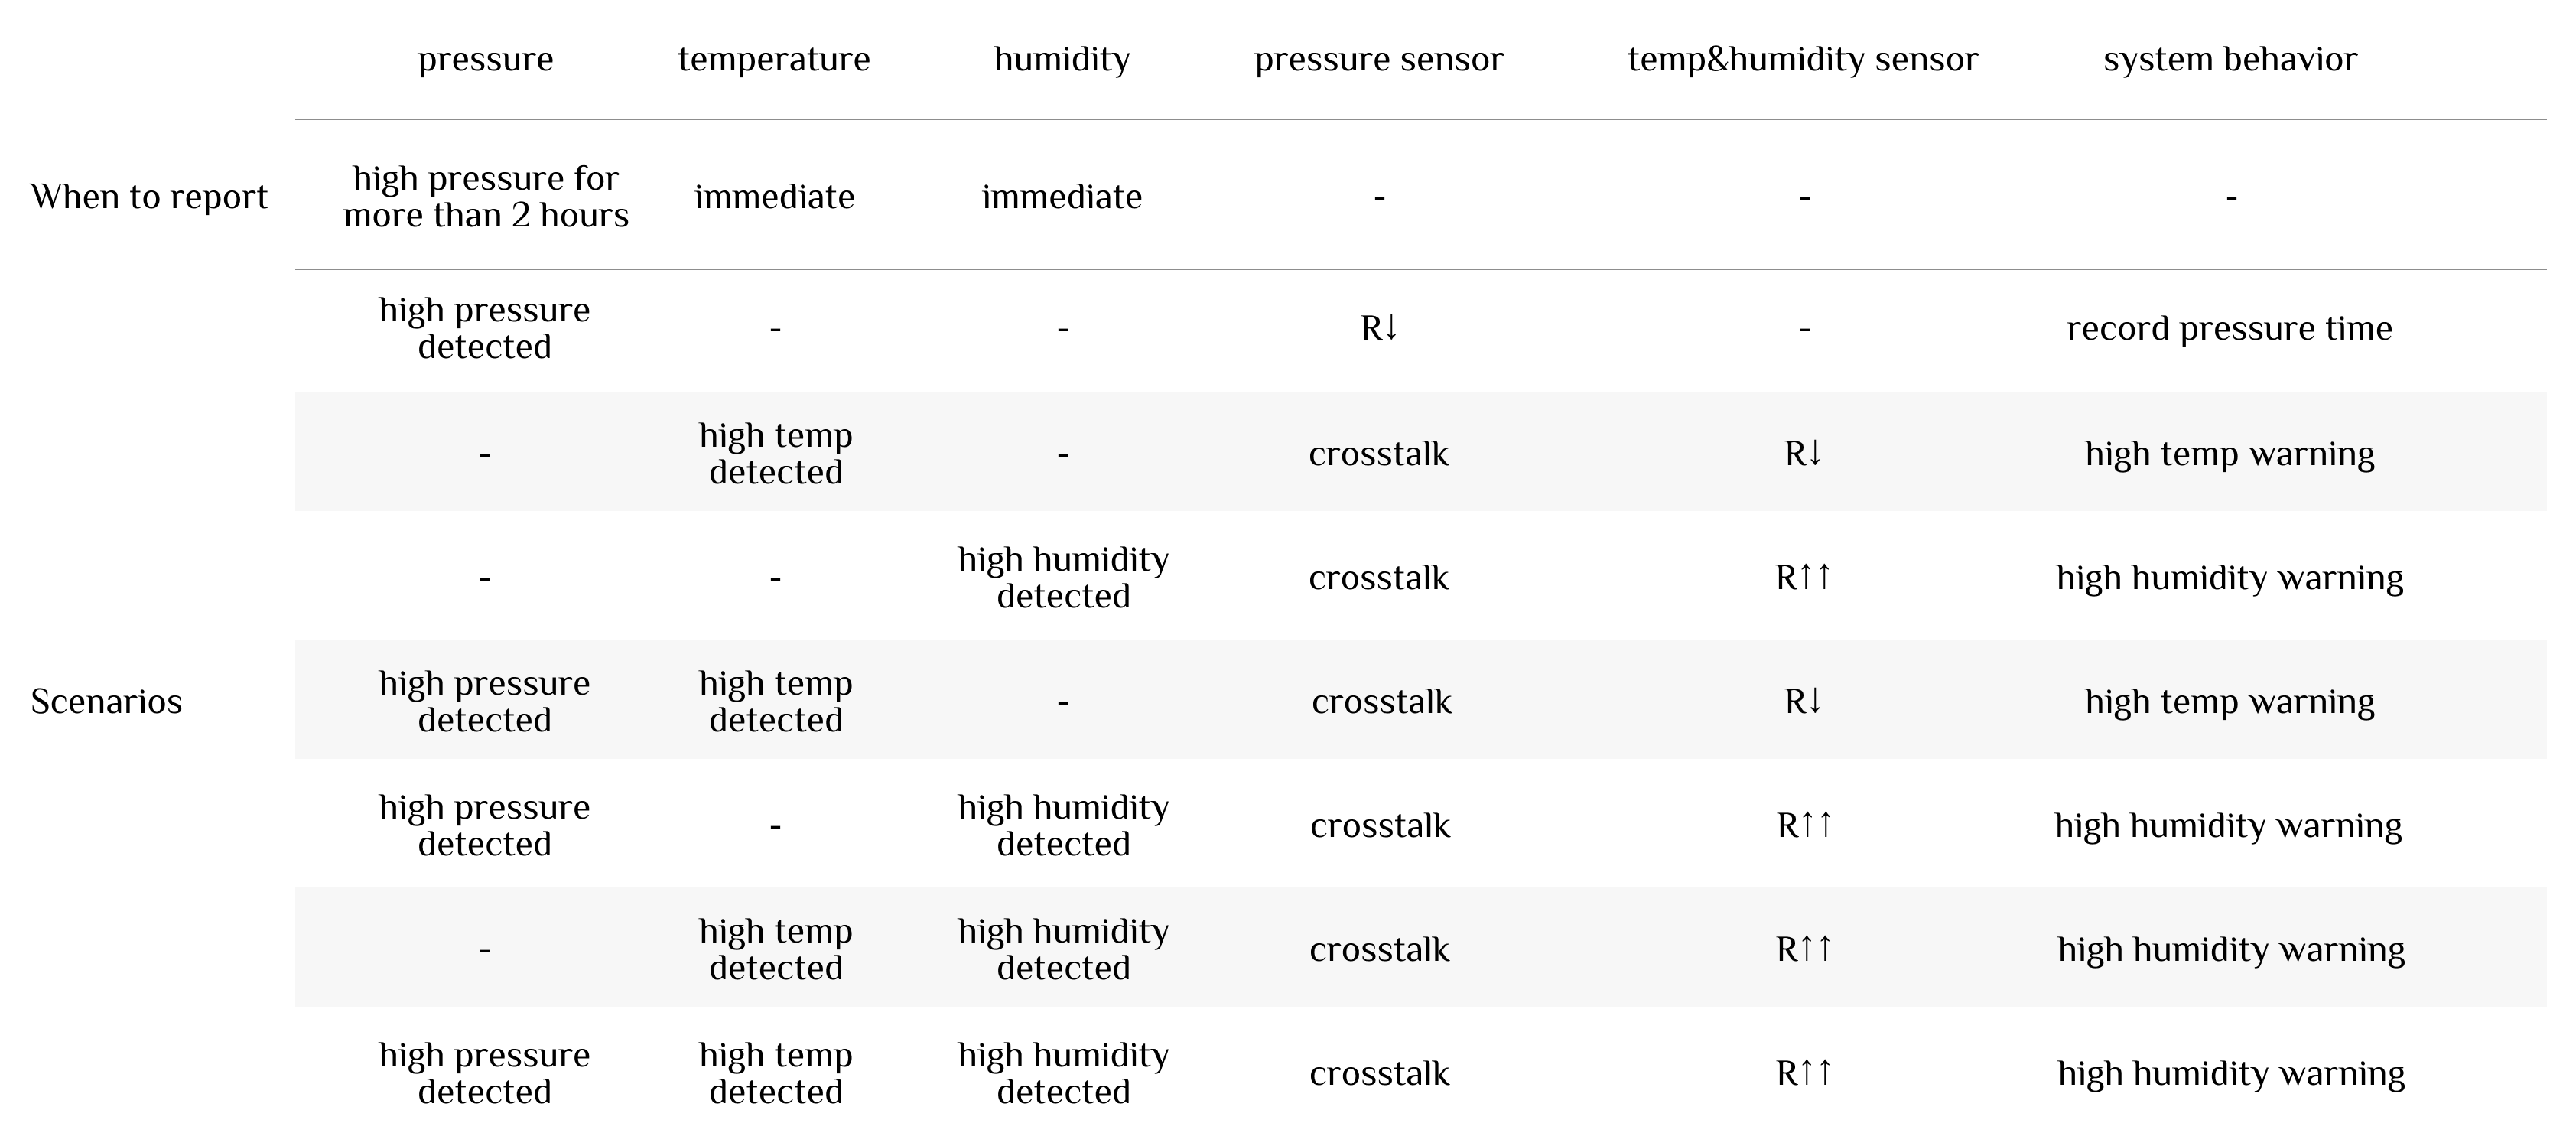 pressure temperature humidity pressure sensor temp&humidity sensor system behavior
When to report high pressure for more than 2 hours immediate immediate - - -
high pressure detected - - R↓ - record pressure time
- high temp detected - crosstalk R↓ high temp warning
- - high humidity detected crosstalk R↑↑ high humidity warning
Scenarios high pressure detected high temp detected - crosstalk R↓ high temp warning
high pressure detected - high humidity detected crosstalk R↑↑ high humidity warning
- high temp detected high humidity detected crosstalk R↑↑ high humidity warning
high pressure detected high temp detected high humidity detected crosstalk R↑↑ high humidity warning